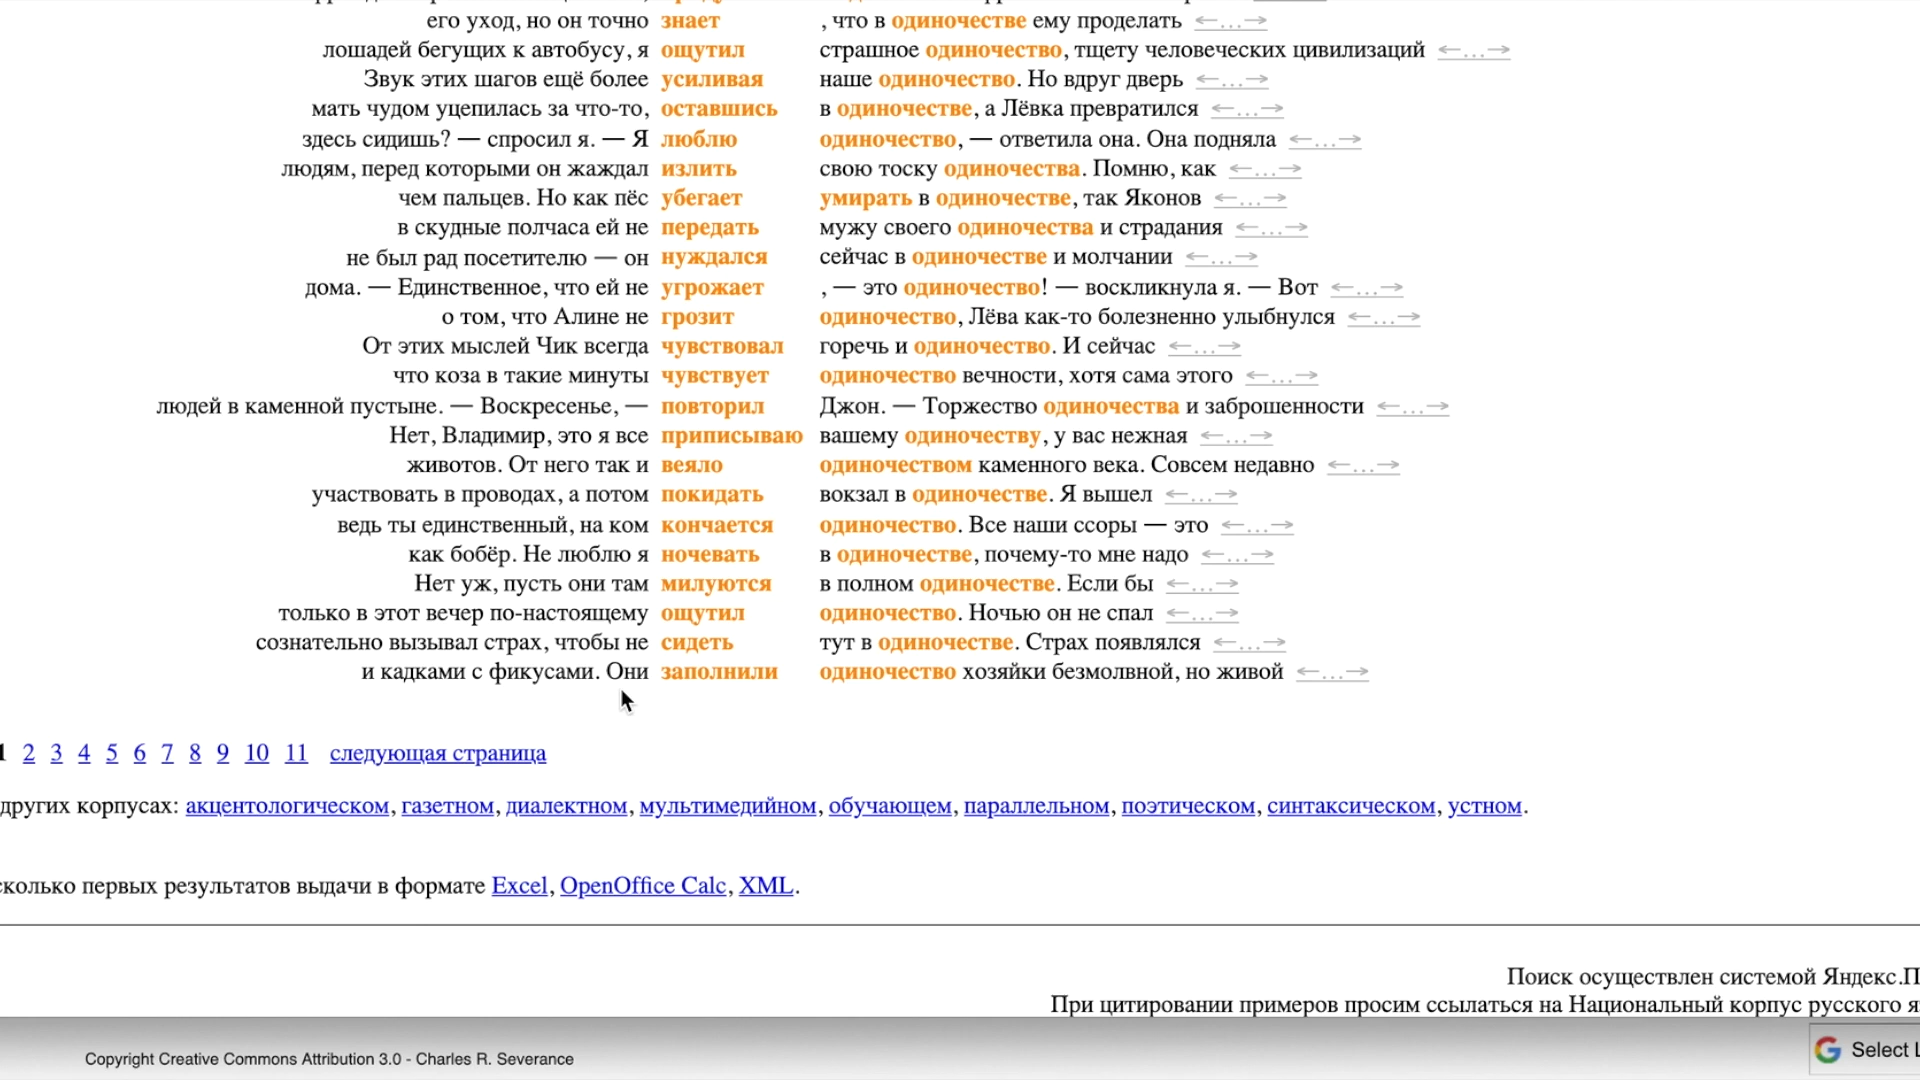 его уход, но он точно знает , что в одиночестве ему проделать ←…→
лошадей бегущих к автобусу, я ощутил страшное одиночество, тщету человеческих цивилизаций ←…→
Звук этих шагов ещё более усиливая наше одиночество. Но вдруг дверь ←…→
мать чудом уцепилась за что-то, оставшись в одиночестве, а Лёвка превратился ←…→
здесь сидишь? — спросил я. — Я люблю одиночество, — ответила она. Она подняла ←…→
людям, перед которыми он жаждал излить свою тоску одиночества. Помню, как ←…→
чем пальцев. Но как пёс убегает умирать в одиночестве, так Яконов ←…→
в скудные полчаса ей не передать мужу своего одиночества и страдания ←…→
не был рад посетителю — он нуждался сейчас в одиночестве и молчании ←…→
дома. — Единственное, что ей не угрожает , — это одиночество! — воскликнула я. — Вот ←…→
о том, что Алине не грозит одиночество, Лёва как-то болезненно улыбнулся ←…→
От этих мыслей Чик всегда чувствовал горечь и одиночество. И сейчас ←…→
что коза в такие минуты чувствует одиночество вечности, хотя сама этого ←…→
людей в каменной пустыне. — Воскресенье, — повторил Джон. — Торжество одиночества и заброшенности ←…→
Нет, Владимир, это я все приписываю вашему одиночеству, у вас нежная ←…→
животов. От него так и веяло одиночеством каменного века. Совсем недавно ←…→
участвовать в проводах, а потом покидать вокзал в одиночестве. Я вышел ←…→
ведь ты единственный, на ком кончается одиночество. Все наши ссоры — это ←…→
как бобёр. Не люблю я ночевать в одиночестве, почему-то мне надо ←…→
Нет уж, пусть они там милуются в полном одиночестве. Если бы ←…→
только в этот вечер по-настоящему ощутил одиночество. Ночью он не спал ←…→
сознательно вызывал страх, чтобы не сидеть тут в одиночестве. Страх появлялся ←…→
и кадками с фикусами. Они заполнили одиночество хозяйки безмолвной, но живой ←…→
1 2 3 4 5 6 7 8 9 10 11 следующая страница
других корпусах: акцентологическом, газетном, диалектном, мультимедийном, обучающем, параллельном, поэтическом, синтаксическом, устном.
сколько первых результатов выдачи в формате Excel, OpenOffice Calc, XML.
Поиск осуществлен системой Яндекс.П
При цитировании примеров просим ссылаться на Национальный корпус русского я
Copyright Creative Commons Attribution 3.0 - Charles R. Severance
Select L